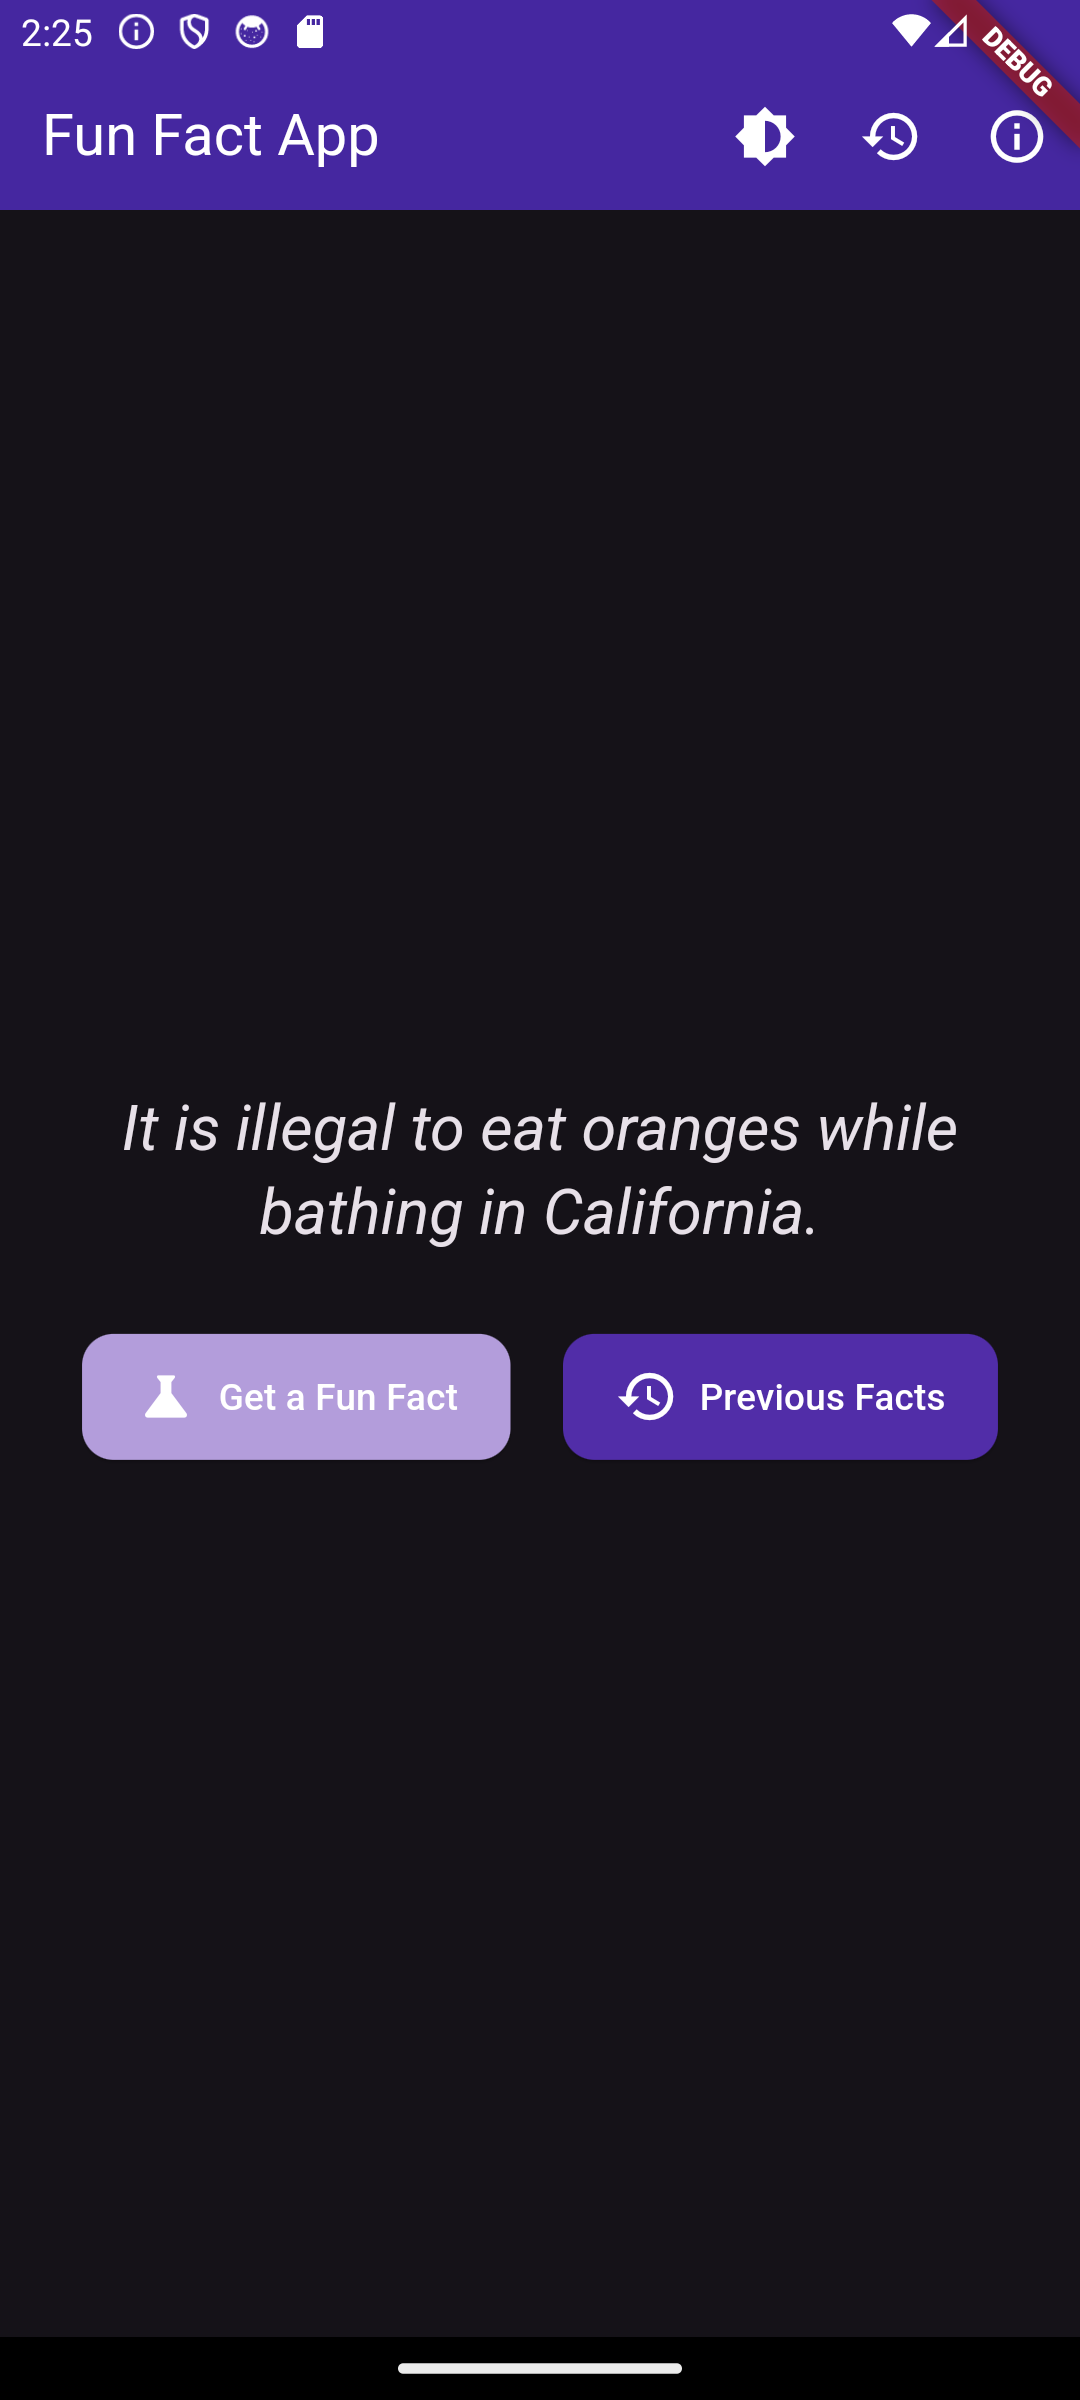 2:25
DEBUG
Fun Fact App
It is illegal to eat oranges while
bathing in California.
Get a Fun Fact
Previous Facts